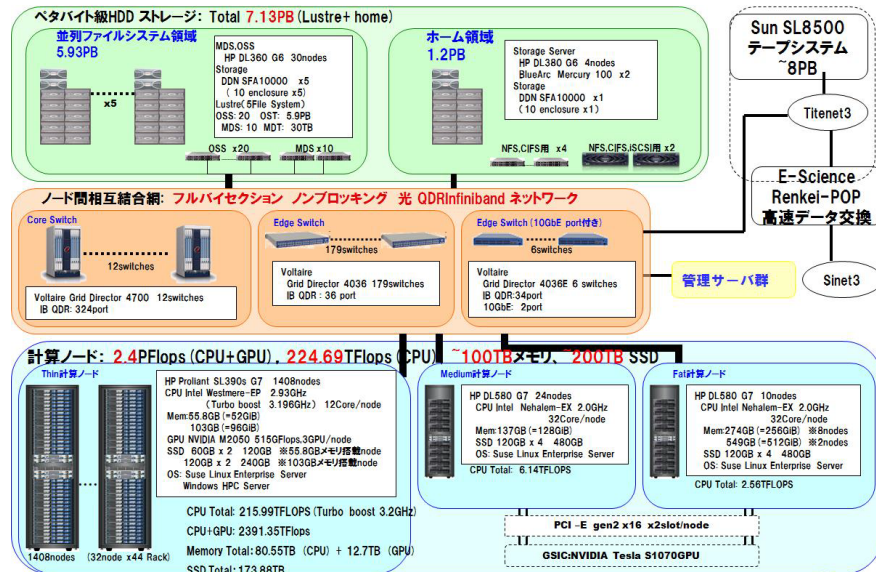 ペタバイト級HDD ストレージ: Total 7.13PB(Lustre+ home)
並列ファイルシステム領域
5.93PB
x5
MDS,OSS
HP DL360 G6 30nodes
Storage
DDN SFA10000 x5
( 10 enclosure x5)
Lustre(5File System)
OSS: 20 OST: 5.9PB
MDS: 10 MDT: 30TB
OSS x20
MDS x10
ホーム領域
1.2PB
Storage Server
HP DL380 G6 4nodes
BlueArc Mercury 100 x2
Storage
DDN SFA10000 x1
(10 enclosure x1)
NFS,CIFS用 x4
NFS,CIFS,iSCSI用 x2
Sun SL8500
テープシステム
~8PB
Titenet3
E-Science
Renkei-POP
高速データ交換
Sinet3
ノード間相互結合網: フルバイセクション ノンブロッキング 光 QDRInfiniband ネットワーク
Core Switch
12switches
Voltaire Grid Director 4700 12switches
IB QDR: 324port
Edge Switch
179switches
Voltaire
Grid Director 4036 179switches
IB QDR : 36 port
Edge Switch(10GbE port付き)
6switches
Voltaire
Grid Director 4036E 6 switches
IB QDR:34port
10GbE: 2port
管理サーバ群
計算ノード: 2.4PFlops(CPU+GPU), 224.69TFlops(CPU) ~100TBメモリ、~200TB SSD
Thin計算ノード
HP Proliant SL390s G7 1408nodes
CPU Intel Westmere-EP 2.93GHz
(Turbo boost 3.196GHz) 12Core/node
Mem:55.8GB(=52GiB)
103GB(=96GiB)
GPU NVIDIA M2050 515GFlops,3GPU/node
SSD 60GB x 2 120GB ※55.8GBメモリ搭載node
120GB x 2 240GB ※103GBメモリ搭載node
OS: Suse Linux Enterprise Server
Windows HPC Server
CPU Total: 215.99TFLOPS(Turbo boost 3.2GHz)
CPU+GPU: 2391.35TFlops
Memory Total:80.55TB (CPU) + 12.7TB (GPU)
SSD Total:173.88TB
1408nodes (32node x44 Rack)
Medium計算ノード
HP DL580 G7 24nodes
CPU Intel Nehalem-EX 2.0GHz
32Core/node
Mem:137GB(=128GiB)
SSD 120GB x 4 480GB
OS: Suse Linux Enterprise Server
CPU Total: 6.14TFLOPS
Fat計算ノード
HP DL580 G7 10nodes
CPU Intel Nehalem-EX 2.0GHz
32Core/node
Mem:274GB(=256GiB) ※8nodes
549GB(=512GiB) ※2nodes
SSD 120GB x 4 480GB
OS: Suse Linux Enterprise Server
CPU Total: 2.56TFLOPS
PCI –E gen2 x16 x2slot/node
GSIC:NVIDIA Tesla S1070GPU